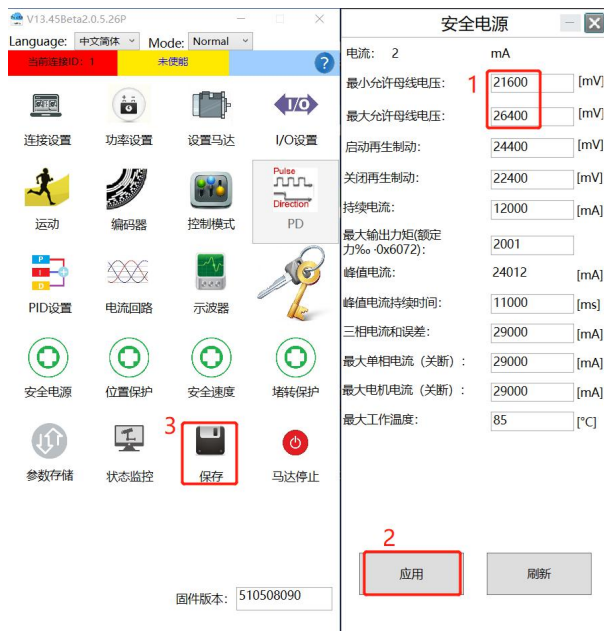 V13.45Beta2.0.5.26P
Language: 中文简体 Mode: Normal
当前连接ID: 1 未使能 ?
连接设置 功率设置 设置马达 I/O I/O设置
运动 编码器 控制模式 Pulse Direction PD
P I D
PID设置 电流回路 示波器
安全电源 位置保护 安全速度 堵转保护
3
参数存储 状态监控 保存 马达停止
固件版本: 510508090
安全电源
电流: 2 mA
最小允许母线电压: 1 21600 [mV]
最大允许母线电压: 26400 [mV]
启动再生制动: 24400 [mV]
关闭再生制动: 22400 [mV]
持续电流: 12000 [mA]
最大输出力矩(额定
力‰ ·0x6072): 2001
峰值电流: 24012 [mA]
峰值电流持续时间: 11000 [ms]
三相电流和误差: 29000 [mA]
最大单相电流（关断）: 29000 [mA]
最大电机电流（关断）: 29000 [mA]
最大工作温度: 85 [°C]
2
应用 刷新